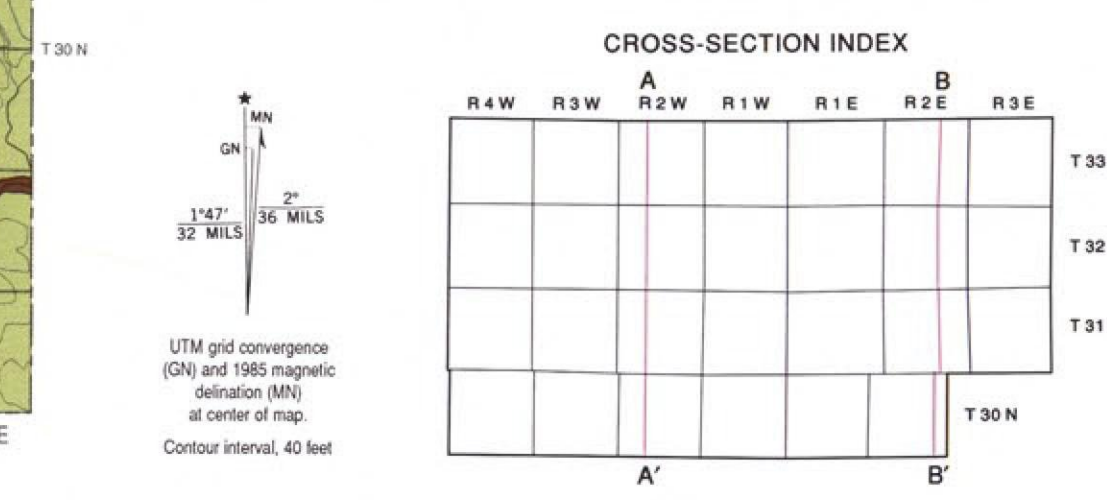 T 30 N
E
MN
GN
1°47′
32 MILS
2°
36 MILS
UTM grid convergence
(GN) and 1985 magnetic
delination (MN)
at center of map.
Contour interval, 40 feet
CROSS-SECTION INDEX
A B
R 4 W R 3 W R 2 W R 1 W R 1 E R 2 E R 3 E
T 33
T 32
T 31
T 30 N
A′ B′